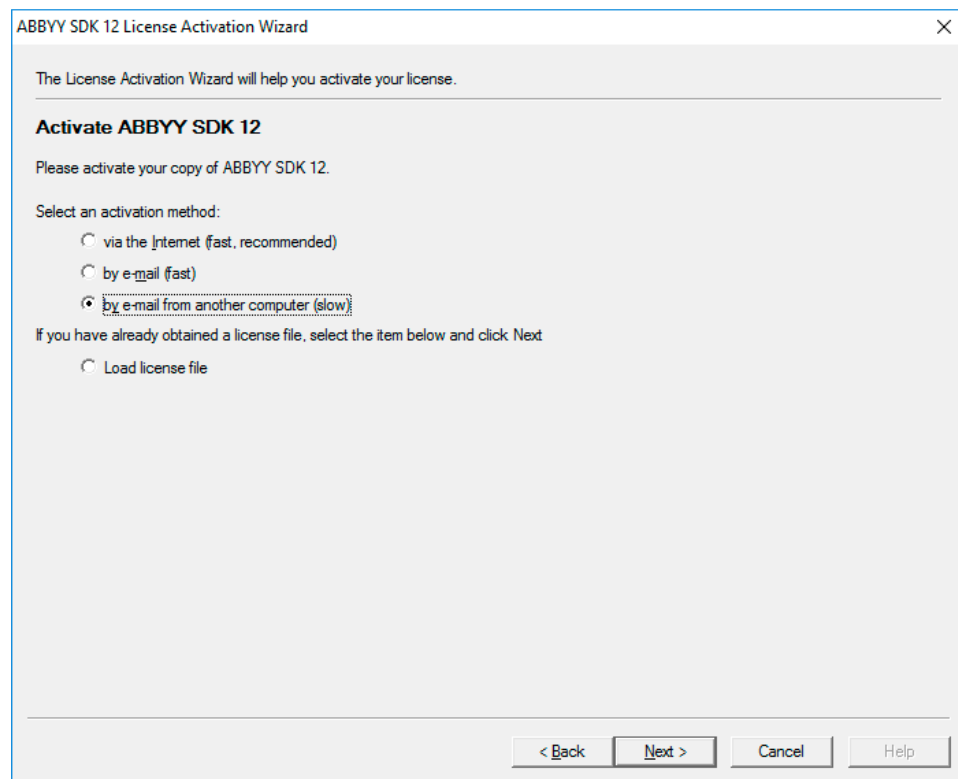 ABBYY SDK 12 License Activation Wizard
The License Activation Wizard will help you activate your license.
Activate ABBYY SDK 12
Please activate your copy of ABBYY SDK 12.
Select an activation method:
via the Internet (fast, recommended)
by e-mail (fast)
by e-mail from another computer (slow)
If you have already obtained a license file, select the item below and click Next
Load license file
< Back Next > Cancel Help